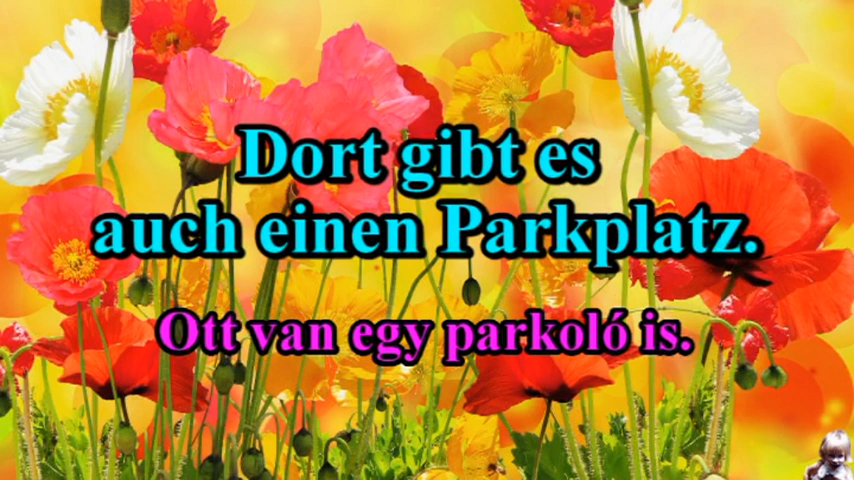 Dort gibt es
auch einen Parkplatz.
Ott van egy parkoló is.